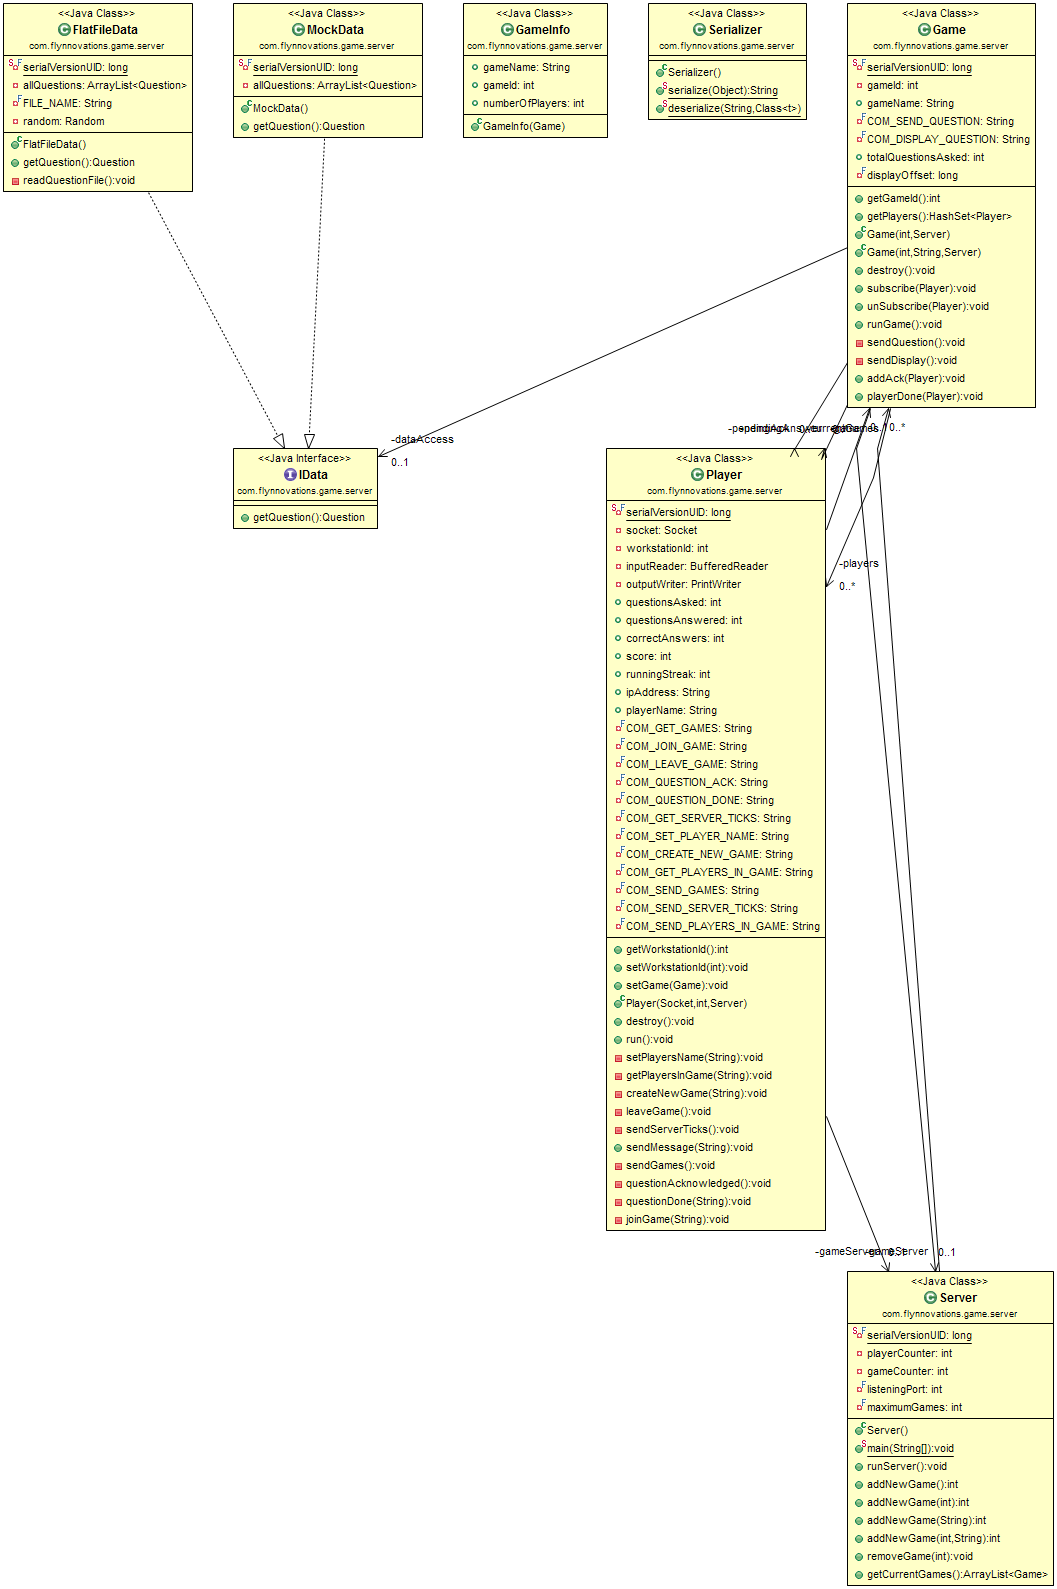 <<Java Class>>
FlatFileData
com.flynnovations.game.server
serialVersionUID: long
allQuestions: ArrayList<Question>
FILE_NAME: String
random: Random
FlatFileData()
getQuestion():Question
readQuestionFile():void
<<Java Class>>
MockData
com.flynnovations.game.server
serialVersionUID: long
allQuestions: ArrayList<Question>
MockData()
getQuestion():Question
<<Java Class>>
GameInfo
com.flynnovations.game.server
gameName: String
gameId: int
numberOfPlayers: int
GameInfo(Game)
<<Java Class>>
Serializer
com.flynnovations.game.server
Serializer()
serialize(Object):String
deserialize(String,Class<t>)
<<Java Class>>
Game
com.flynnovations.game.server
serialVersionUID: long
gameId: int
gameName: String
COM_SEND_QUESTION: String
COM_DISPLAY_QUESTION: String
totalQuestionsAsked: int
displayOffset: long
getGameId():int
getPlayers():HashSet<Player>
Game(int,Server)
Game(int,String,Server)
destroy():void
subscribe(Player):void
unSubscribe(Player):void
runGame():void
sendQuestion():void
sendDisplay():void
addAck(Player):void
playerDone(Player):void
-dataAccess
0..1
0..*
<<Java Interface>>
IData
com.flynnovations.game.server
getQuestion():Question
<<Java Class>>
Player
com.flynnovations.game.server
serialVersionUID: long
socket: Socket
workstationId: int
inputReader: BufferedReader
outputWriter: PrintWriter
questionsAsked: int
questionsAnswered: int
correctAnswers: int
score: int
runningStreak: int
ipAddress: String
playerName: String
COM_GET_GAMES: String
COM_JOIN_GAME: String
COM_LEAVE_GAME: String
COM_QUESTION_ACK: String
COM_QUESTION_DONE: String
COM_GET_SERVER_TICKS: String
COM_SET_PLAYER_NAME: String
COM_CREATE_NEW_GAME: String
COM_GET_PLAYERS_IN_GAME: String
COM_SEND_GAMES: String
COM_SEND_SERVER_TICKS: String
COM_SEND_PLAYERS_IN_GAME: String
getWorkstationId():int
setWorkstationId(int):void
setGame(Game):void
Player(Socket,int,Server)
destroy():void
run():void
setPlayersName(String):void
getPlayersInGame(String):void
createNewGame(String):void
leaveGame():void
sendServerTicks():void
sendMessage(String):void
sendGames():void
questionAcknowledged():void
questionDone(String):void
joinGame(String):void
-players
0..*
-gameServer
0..1
<<Java Class>>
Server
com.flynnovations.game.server
serialVersionUID: long
playerCounter: int
gameCounter: int
listeningPort: int
maximumGames: int
Server()
main(String[]):void
runServer():void
addNewGame():int
addNewGame(int):int
addNewGame(String):int
addNewGame(int,String):int
removeGame(int):void
getCurrentGames():ArrayList<Game>